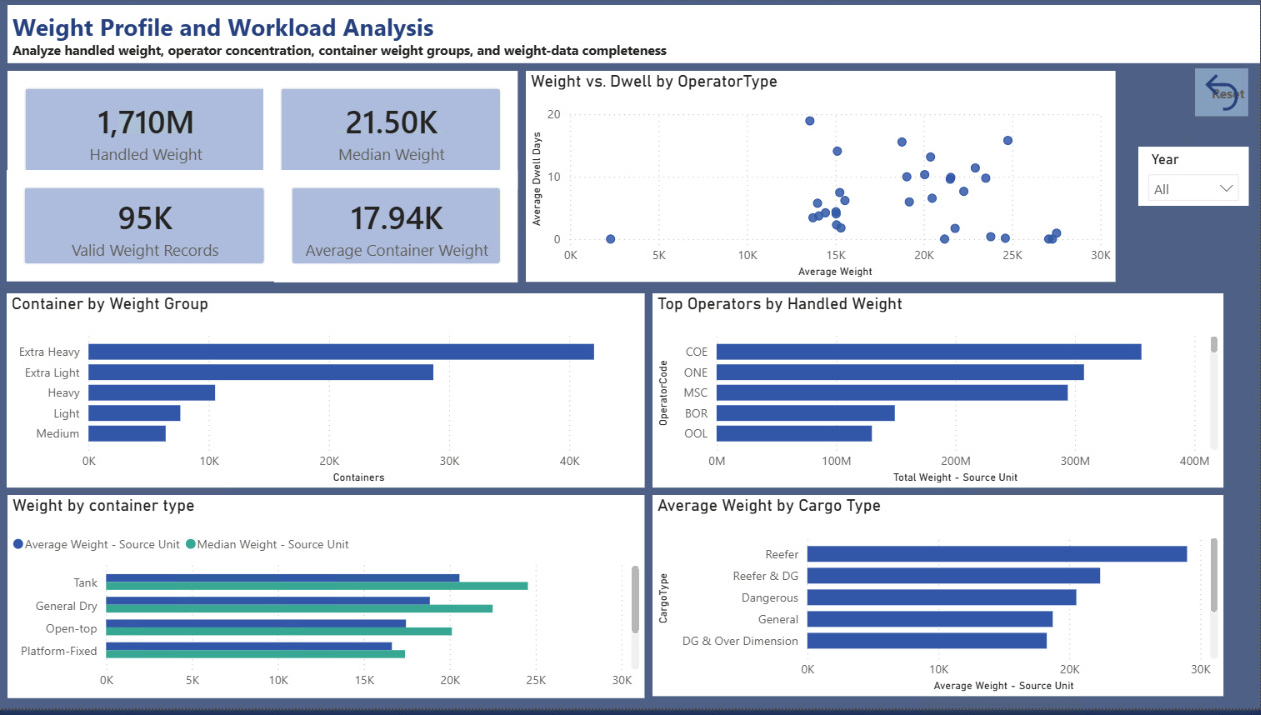 Weight Profile and Workload Analysis
Analyze handled weight, operator concentration, container weight groups, and weight-data completeness
1,710M
Handled Weight
21.50K
Median Weight
95K
Valid Weight Records
17.94K
Average Container Weight
Weight vs. Dwell by OperatorType
Average Dwell Days
20
10
0
0K 5K 10K 15K 20K 25K 30K
Average Weight
Reset
Year
All
Container by Weight Group
Extra Heavy
Extra Light
Heavy
Light
Medium
0K 10K 20K 30K 40K
Containers
Top Operators by Handled Weight
OperatorCode
COE
ONE
MSC
BOR
OOL
0M 100M 200M 300M 400M
Total Weight - Source Unit
Weight by container type
Average Weight - Source Unit Median Weight - Source Unit
Tank
General Dry
Open-top
Platform-Fixed
0K 5K 10K 15K 20K 25K 30K
Average Weight by Cargo Type
CargoType
Reefer
Reefer & DG
Dangerous
General
DG & Over Dimension
0K 10K 20K 30K
Average Weight - Source Unit